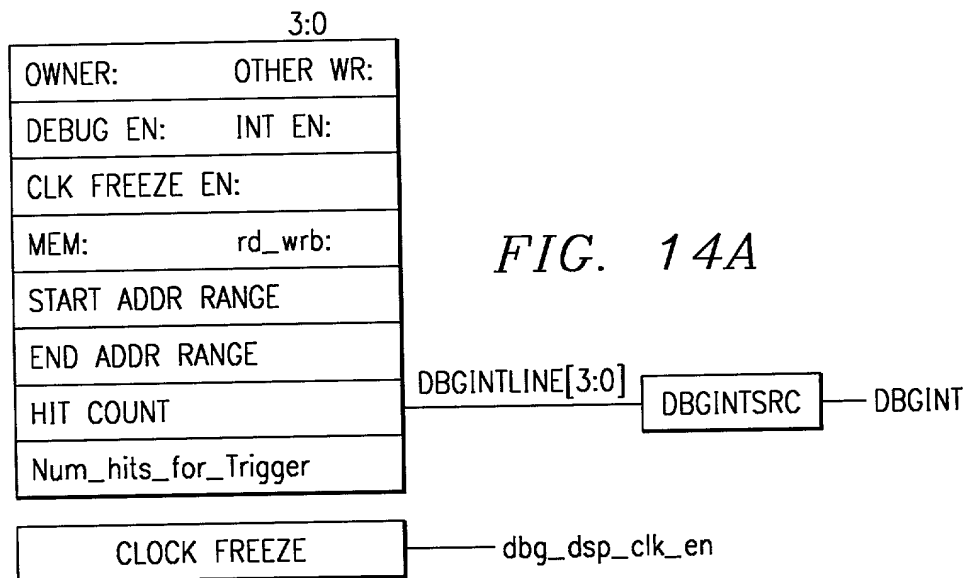 3:0
OWNER: OTHER WR:
DEBUG EN: INT EN:
CLK FREEZE EN:
MEM: rd_wrb:
START ADDR RANGE
END ADDR RANGE
HIT COUNT
Num_hits_for_Trigger
FIG. 14A
DBGINTLINE[3:0]
DBGINTSRC
DBGINT
CLOCK FREEZE
dbg_dsp_clk_en